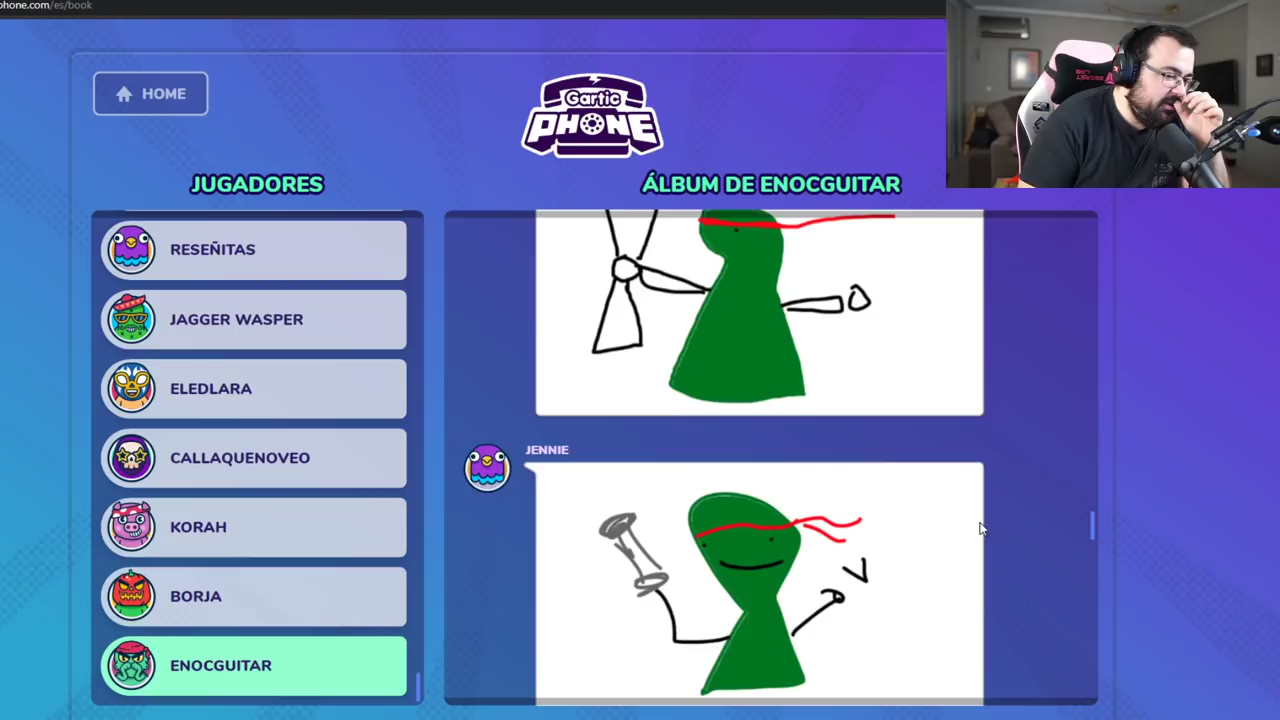 phone.com/es/book
HOME
Gartic
PHONE
JUGADORES
ÁLBUM DE ENOCGUITAR
RESEÑITAS
JAGGER WASPER
ELEDLARA
CALLAQUENOVEO
KORAH
BORJA
ENOCGUITAR
JENNIE